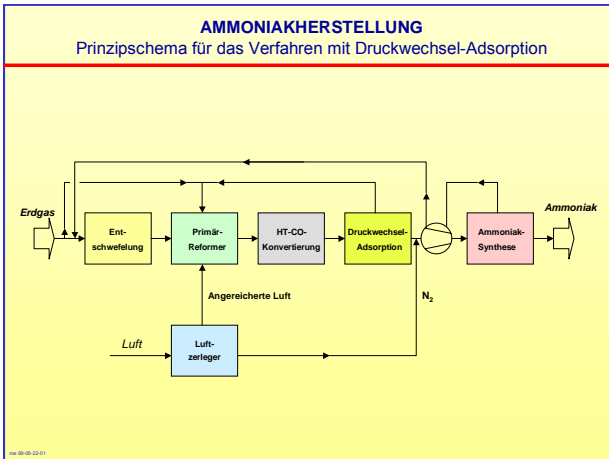 AMMONIAKHERSTELLUNG
Prinzipschema für das Verfahren mit Druckwechsel-Adsorption
Erdgas
Ammoniak
Ent-
schwefelung
Primär-
Reformer
HT-CO-
Konvertierung
Druckwechsel-
Adsorption
Ammoniak-
Synthese
Angereicherte Luft
N₂
Luft
Luft-
zerleger